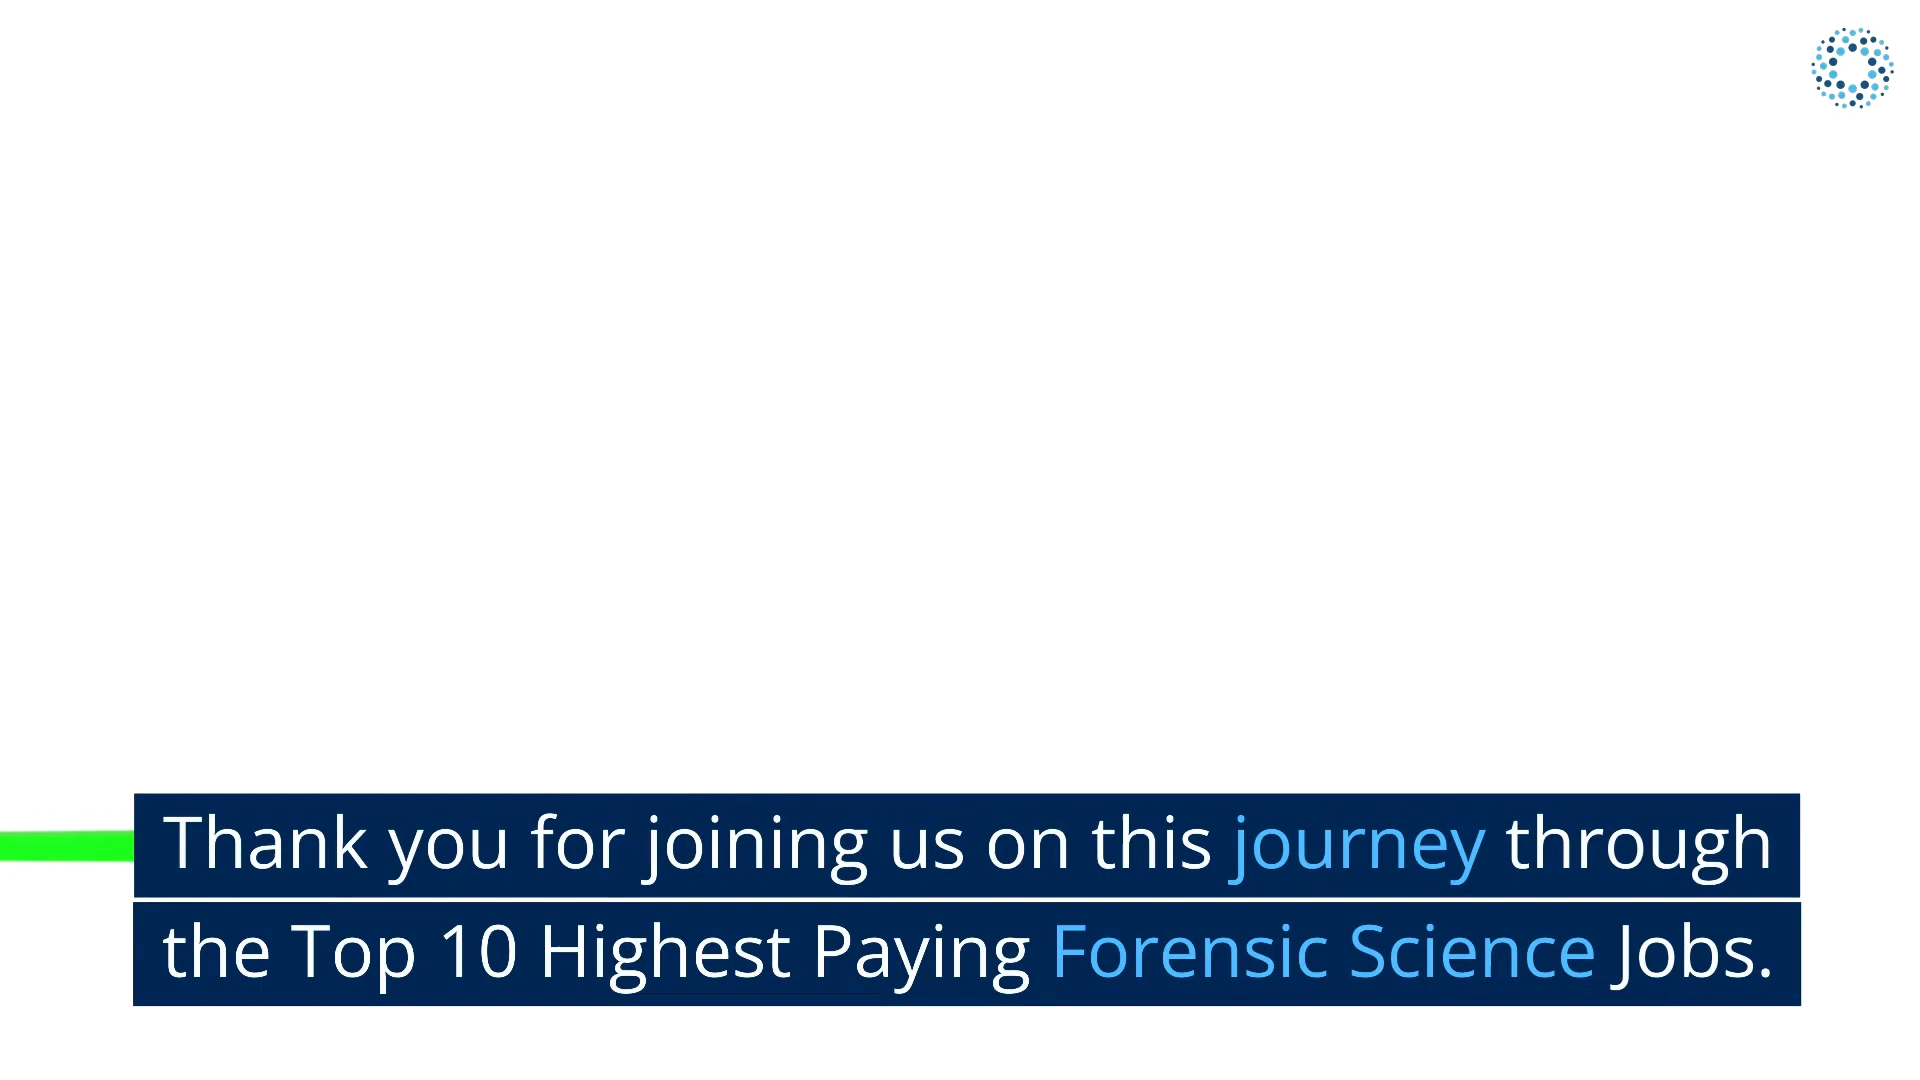 Thank you for joining us on this journey through
the Top 10 Highest Paying Forensic Science Jobs.